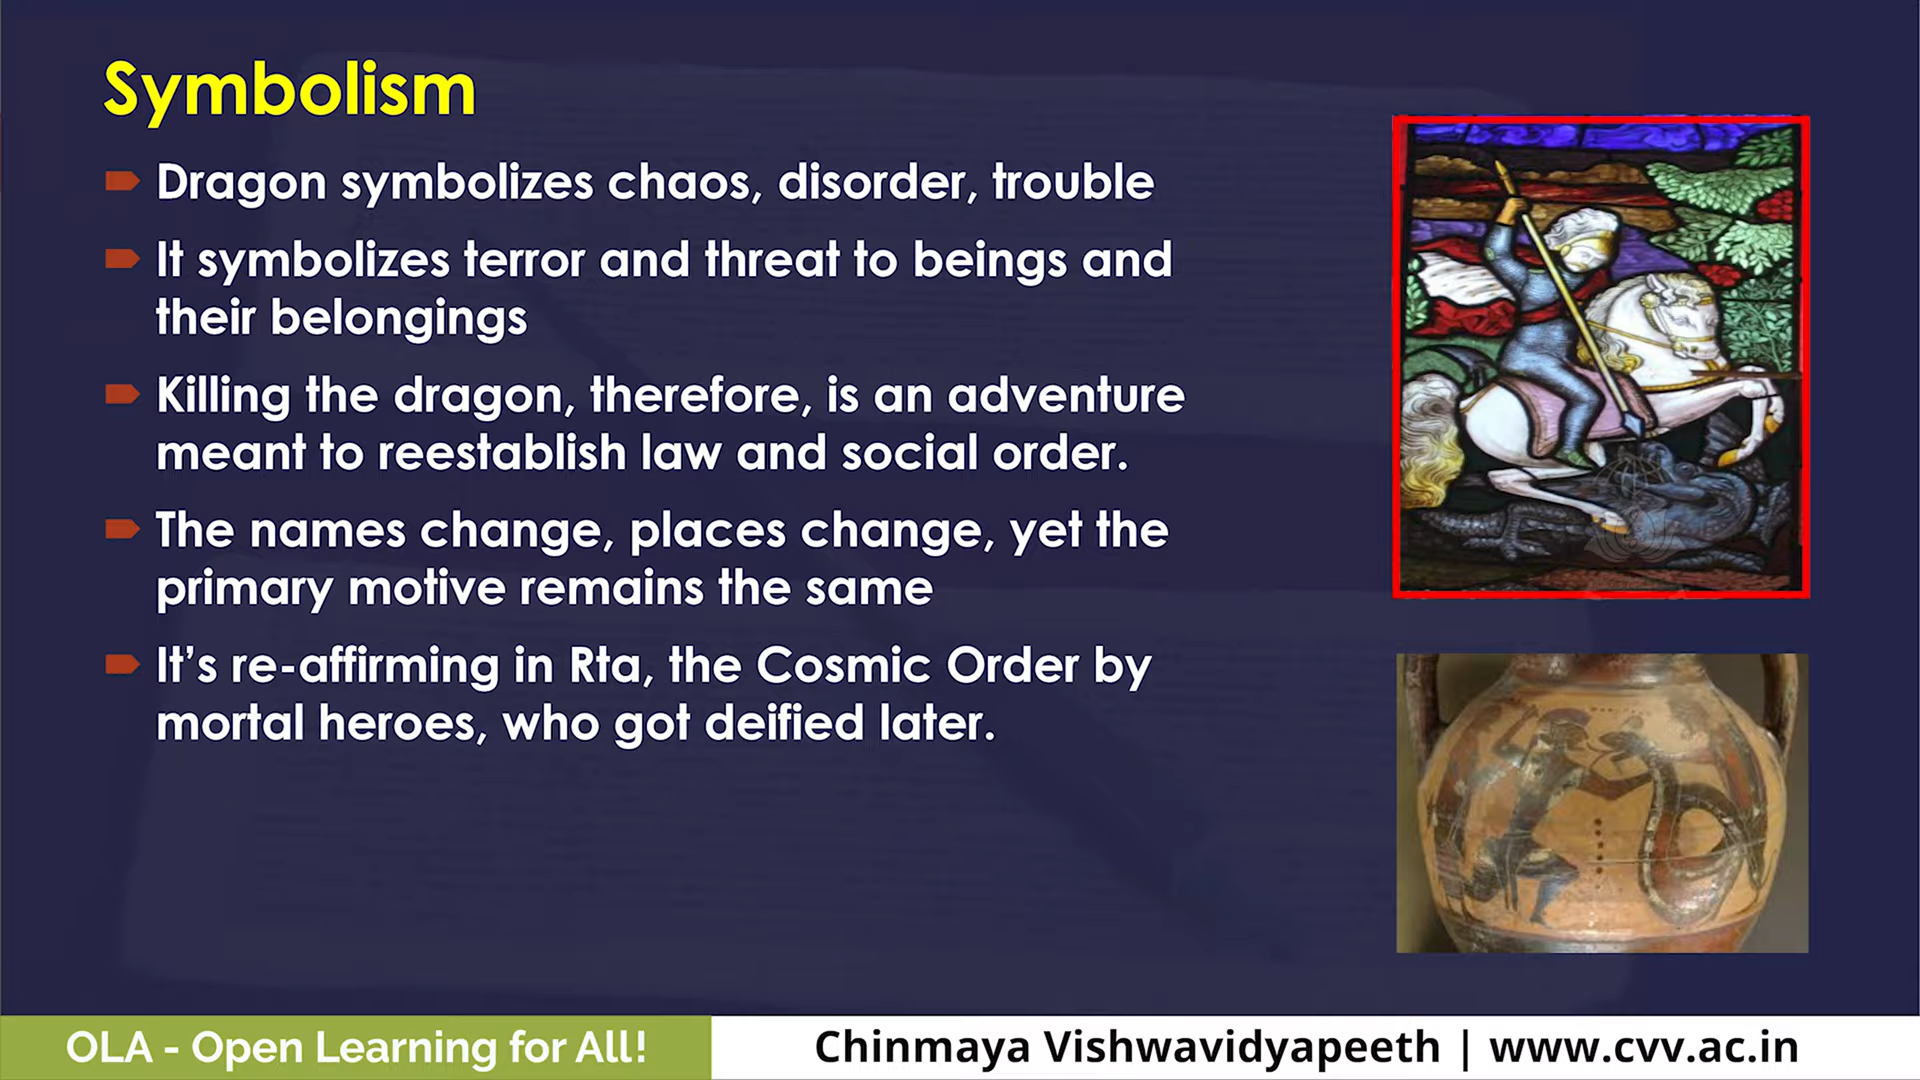 Symbolism
Dragon symbolizes chaos, disorder, trouble
It symbolizes terror and threat to beings and
their belongings
Killing the dragon, therefore, is an adventure
meant to reestablish law and social order.
The names change, places change, yet the
primary motive remains the same
It’s re-affirming in Rta, the Cosmic Order by
mortal heroes, who got deified later.
OLA - Open Learning for All!
Chinmaya Vishwavidyapeeth | www.cvv.ac.in